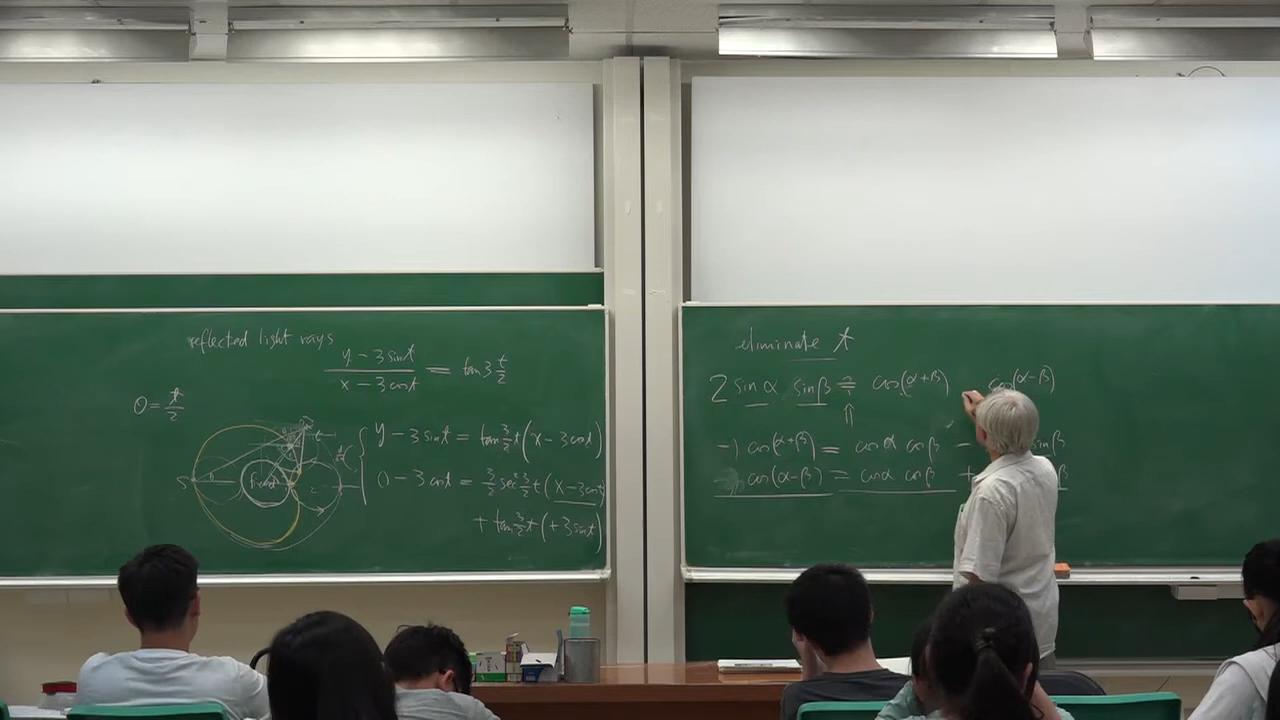 reflected light rays
y - 3 sin t / x - 3 cos t = tan 3 t/2
θ = t/2
y - 3 sin t = tan 3/2 t (x - 3 cos t)
0 - 3 cos t = 3/2 sec² 3/2 t (x - 3 cos t)
+ tan 3/2 t (+3 sin t)
eliminate t
2 sin α sin β = cos(α+β) cos(α-β)
-) cos(α+β) = cos α cos β -
cos(α-β) = cos α cos β +